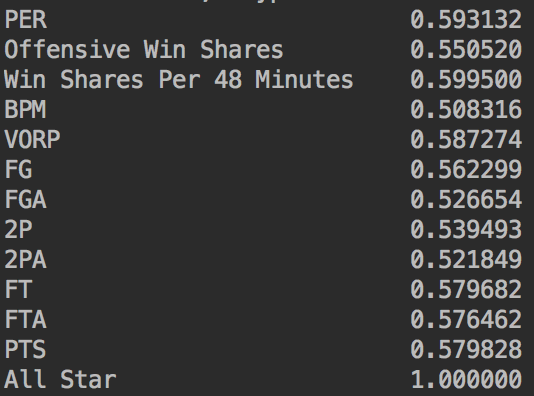 PER 0.593132
Offensive Win Shares 0.550520
Win Shares Per 48 Minutes 0.599500
BPM 0.508316
VORP 0.587274
FG 0.562299
FGA 0.526654
2P 0.539493
2PA 0.521849
FT 0.579682
FTA 0.576462
PTS 0.579828
All Star 1.000000